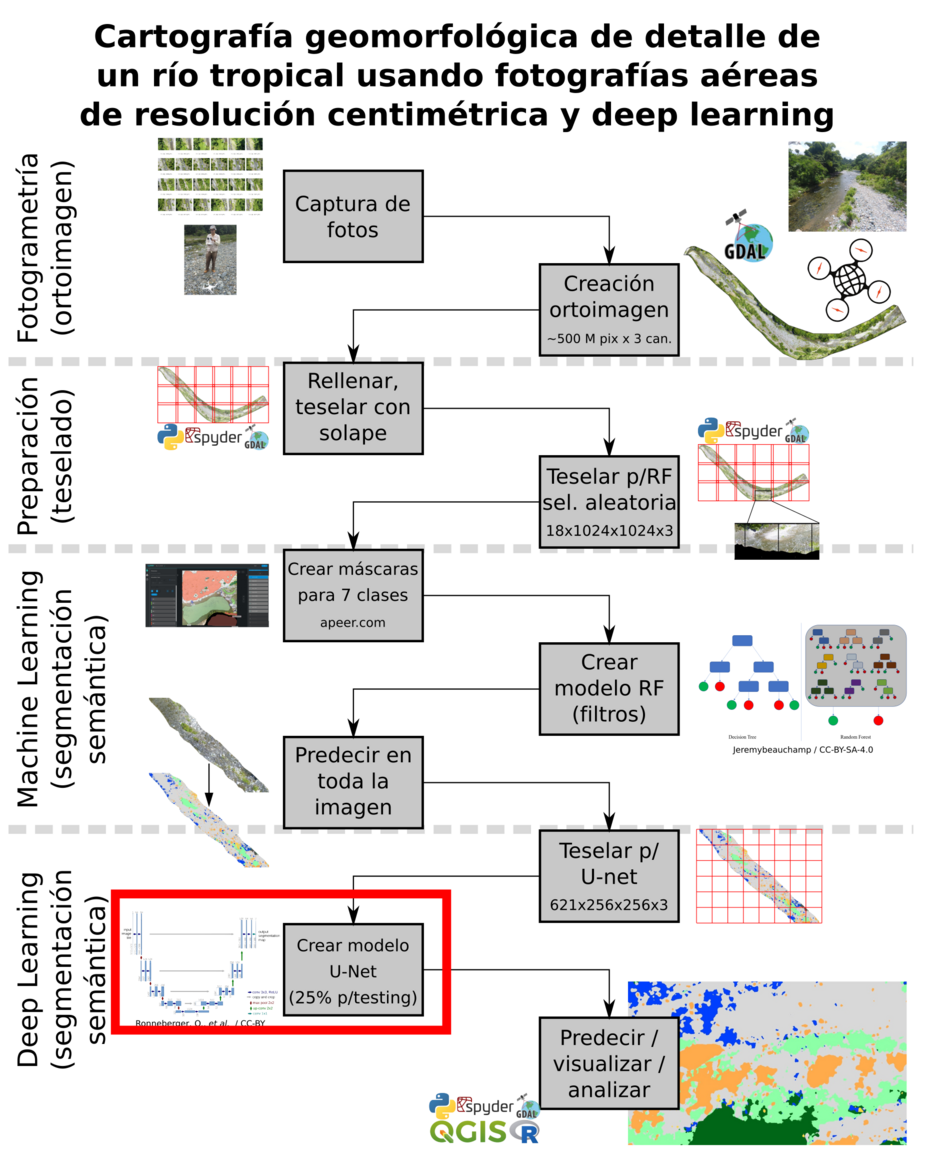 Cartografía geomorfológica de detalle de
un río tropical usando fotografías aéreas
de resolución centimétrica y deep learning
Fotogrametría
(ortoimagen)
Captura de
fotos
GDAL
Creación
ortoimagen
~500 M pix x 3 can.
Preparación
(teselado)
Rellenar,
teselar con
solape
spyder
GDAL
Teselar p/RF
sel. aleatoria
18x1024x1024x3
spyder
GDAL
Machine Learning
(segmentación
semántica)
Crear máscaras
para 7 clases
apeer.com
Crear
modelo RF
(filtros)
Decision Tree
Random Forest
Jeremybeauchamp / CC-BY-SA-4.0
Predecir en
toda la
imagen
Teselar p/
U-net
621x256x256x3
Deep Learning
(segmentación
semántica)
Crear modelo
U-Net
(25% p/testing)
Ronneberger, O., et al. / CC-BY
Predecir /
visualizar /
analizar
spyder
GDAL
QGIS
R